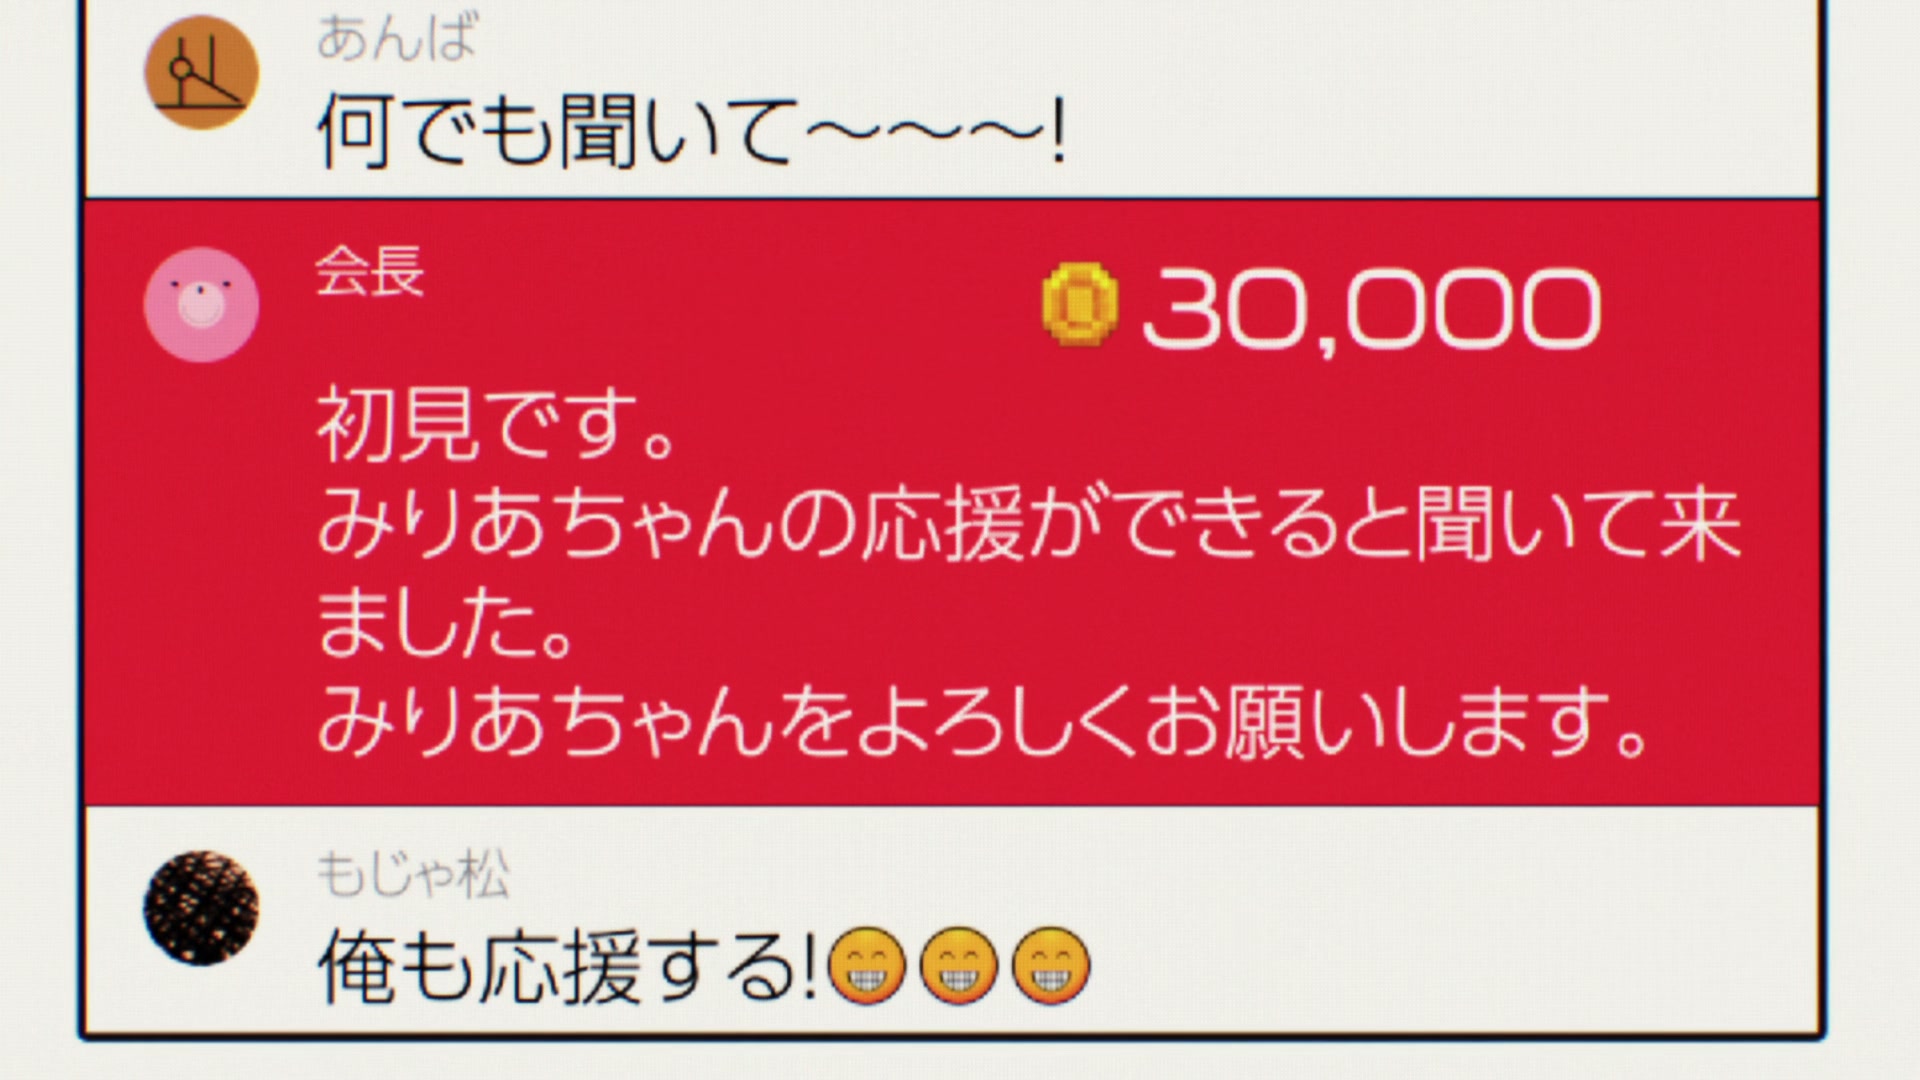 あんば
何でも聞いて～～～!
会長
30,000
初見です。
みりあちゃんの応援ができると聞いて来
ました。
みりあちゃんをよろしくお願いします。
もじゃ松
俺も応援する!😁😁😁